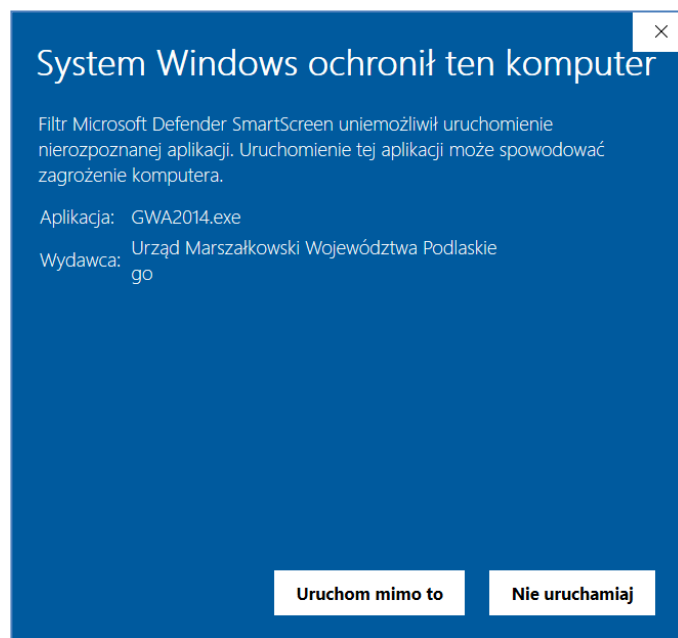 System Windows ochronił ten komputer
Filtr Microsoft Defender SmartScreen uniemożliwił uruchomienie
nierozpoznanej aplikacji. Uruchomienie tej aplikacji może spowodować
zagrożenie komputera.
Aplikacja: GWA2014.exe
Wydawca: Urząd Marszałkowski Województwa Podlaskie
go
Uruchom mimo to Nie uruchamiaj